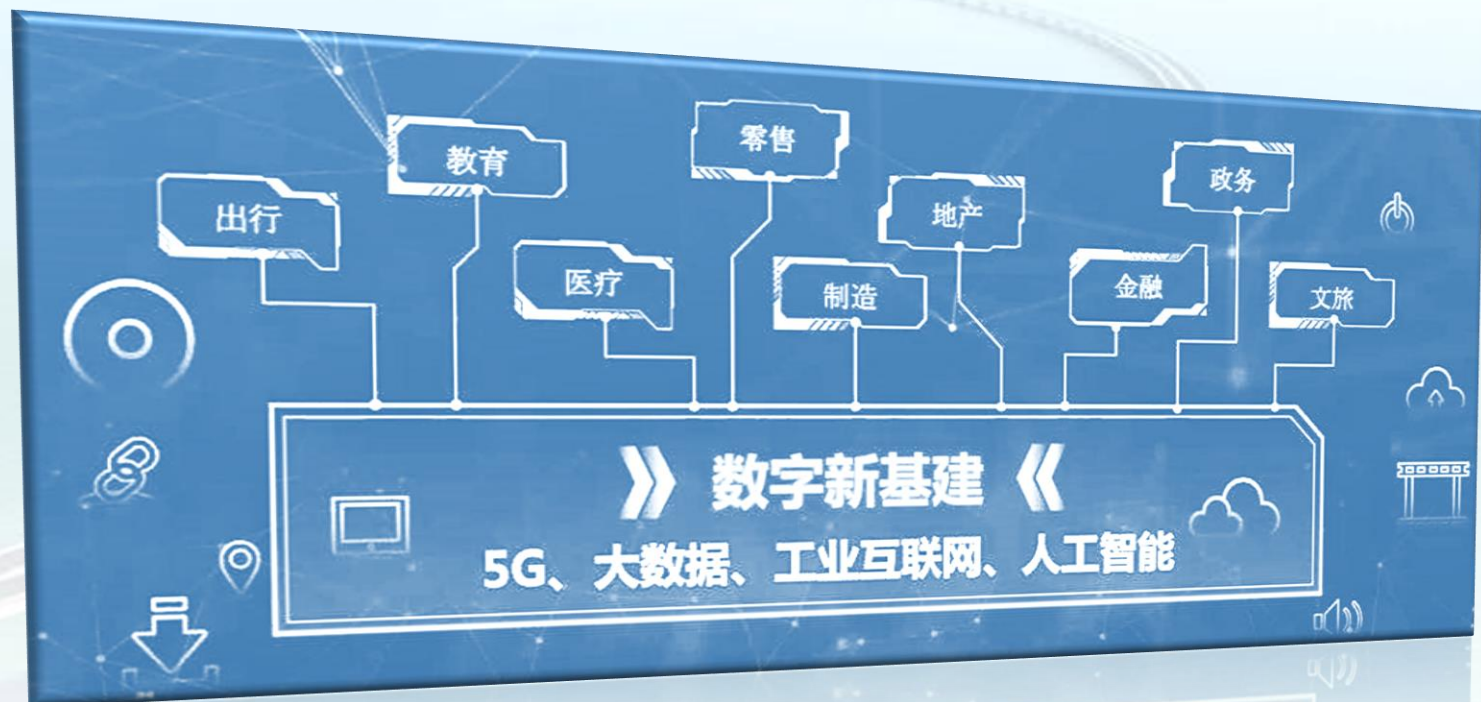 出行
教育
医疗
零售
制造
地产
金融
政务
文旅
数字新基建
5G、大数据、工业互联网、人工智能